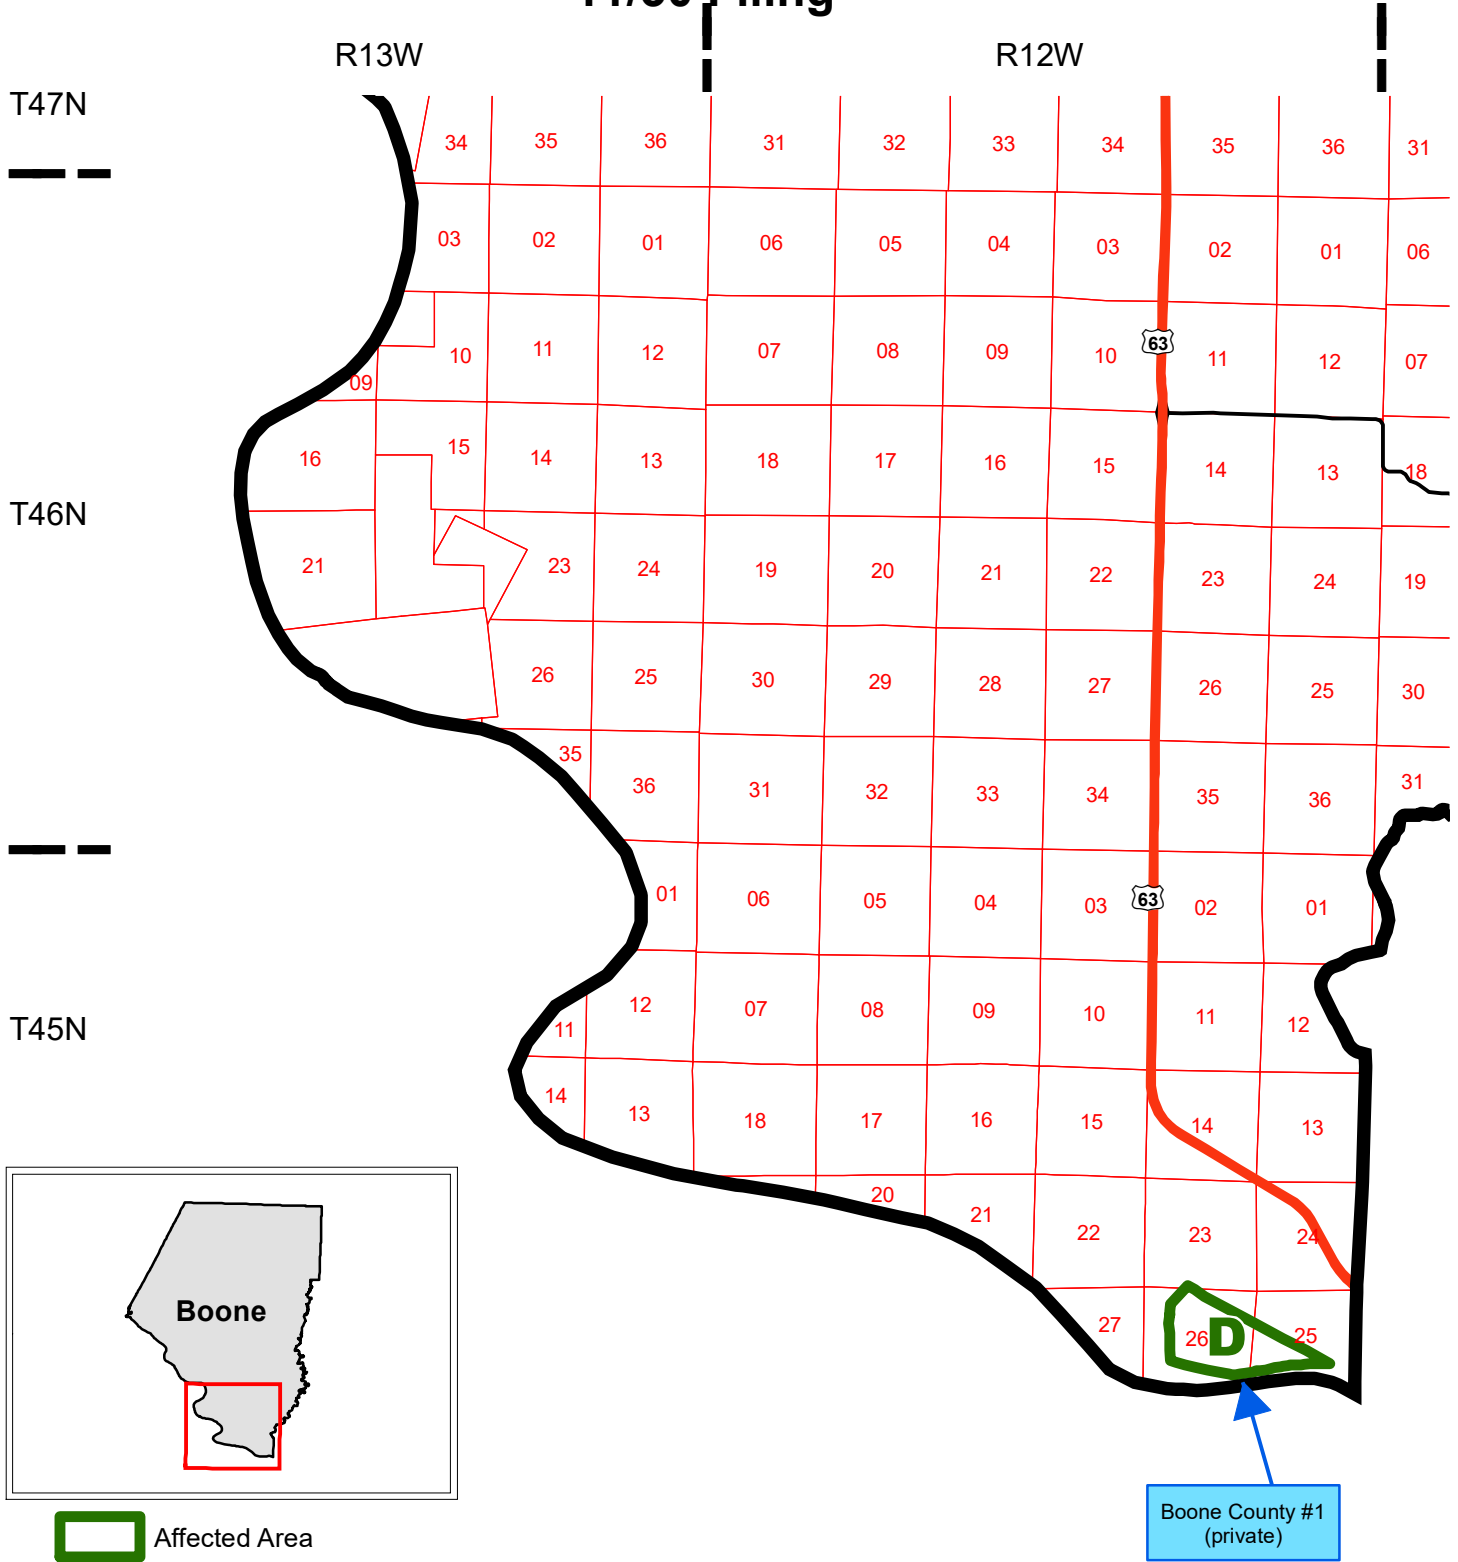 R13W R12W
T47N
34 35 36 31 32 33 34 35 36 31
03 02 01 06 05 04 03 02 01 06
63
10 11 12 07 08 09 10 11 12 07
09
16 15 14 13 18 17 16 15 14 13 18
T46N
21 23 24 19 20 21 22 23 24 19
26 25 30 29 28 27 26 25 30
35 36 31 32 33 34 35 36 31
01 06 05 04 03 63 02 01
T45N
11 12 07 08 09 10 11 12
14 13 18 17 16 15 14 13
20 21 22 23 24
27 26 D 25
Boone
Boone County #1
(private)
Affected Area